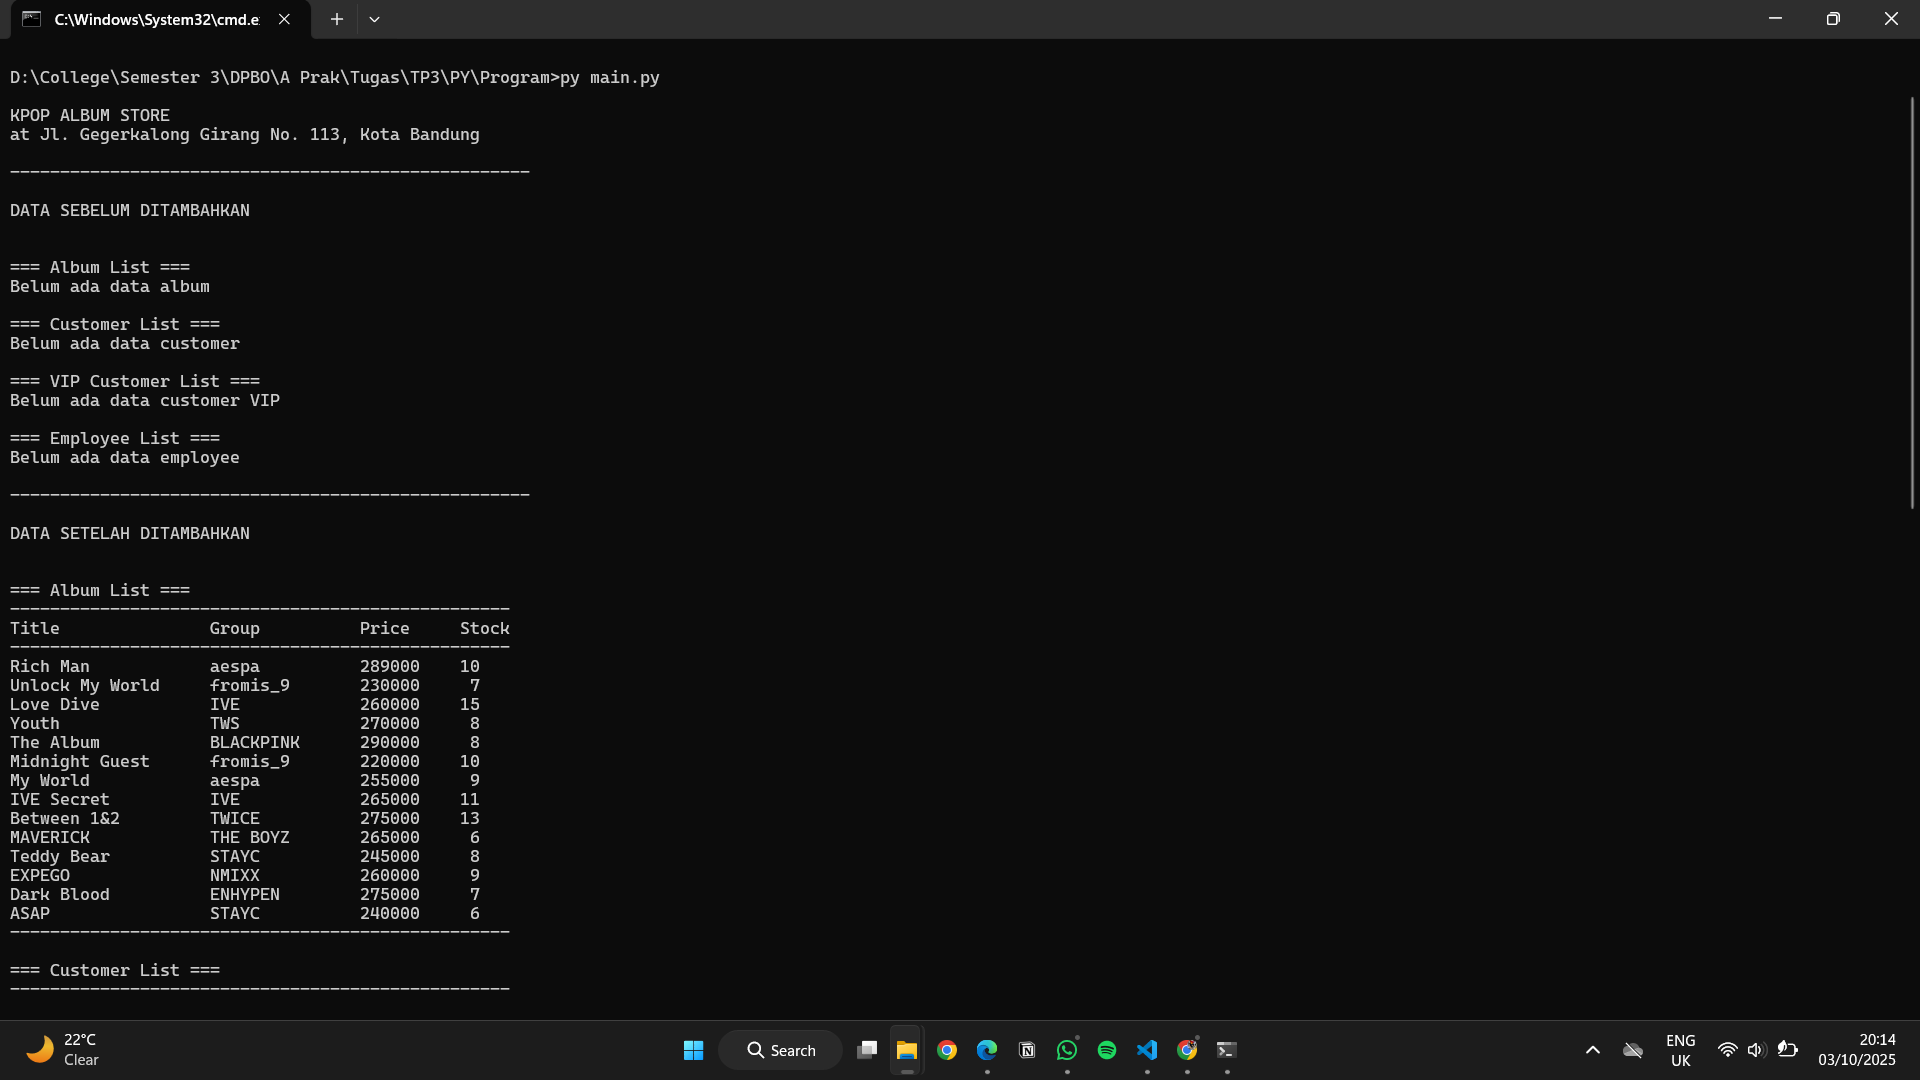 C:\Windows\System32\cmd.e
D:\College\Semester 3\DPBO\A Prak\Tugas\TP3\PY\Program>py main.py
KPOP ALBUM STORE
at Jl. Gegerkalong Girang No. 113, Kota Bandung
----------------------------------------------------
DATA SEBELUM DITAMBAHKAN
=== Album List ===
Belum ada data album
=== Customer List ===
Belum ada data customer
=== VIP Customer List ===
Belum ada data customer VIP
=== Employee List ===
Belum ada data employee
----------------------------------------------------
DATA SETELAH DITAMBAHKAN
=== Album List ===
--------------------------------------------------
Title               Group          Price     Stock
--------------------------------------------------
Rich Man            aespa          289000    10
Unlock My World     fromis_9       230000     7
Love Dive           IVE            260000    15
Youth               TWS            270000     8
The Album           BLACKPINK      290000     8
Midnight Guest      fromis_9       220000    10
My World            aespa          255000     9
IVE Secret          IVE            265000    11
Between 1&2         TWICE          275000    13
MAVERICK            THE BOYZ       265000     6
Teddy Bear          STAYC          245000     8
EXPEGO              NMIXX          260000     9
Dark Blood          ENHYPEN        275000     7
ASAP                STAYC          240000     6
--------------------------------------------------
=== Customer List ===
--------------------------------------------------
22°C
Clear
Search
ENG
UK
20:14
03/10/2025